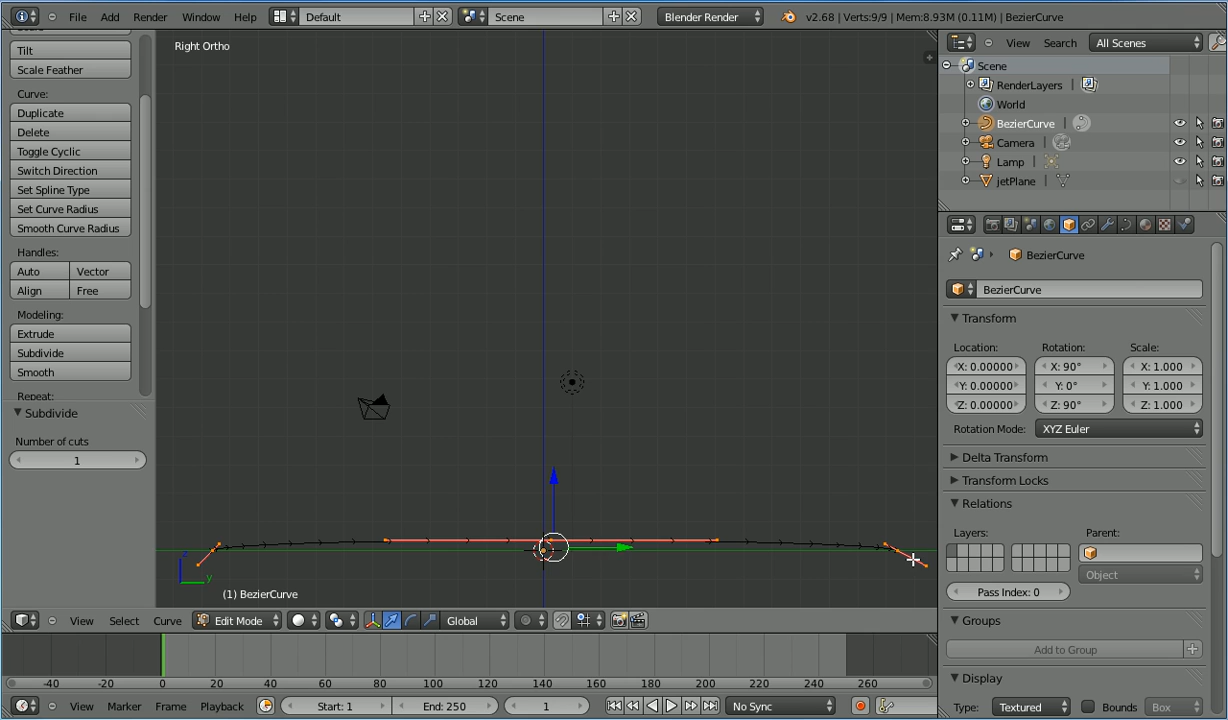 File Add Render Window Help Default Scene Blender Render v2.68 | Verts:9/9 | Mem:8.93M (0.11M) | BezierCurve
Tilt
Scale Feather
Curve:
Duplicate
Delete
Toggle Cyclic
Switch Direction
Set Spline Type
Set Curve Radius
Smooth Curve Radius
Handles:
Auto Vector
Align Free
Modeling:
Extrude
Subdivide
Smooth
Repeat:
Subdivide
Number of cuts
1
Right Ortho
z
y
(1) BezierCurve
View Select Curve Edit Mode Global
-40 -20 0 20 40 60 80 100 120 140 160 180 200 220 240 260
View Marker Frame Playback Start: 1 End: 250 1 No Sync
View Search All Scenes
Scene
RenderLayers |
World
BezierCurve |
Camera |
Lamp |
jetPlane |
BezierCurve
BezierCurve
Transform
Location: Rotation: Scale:
X: 0.00000 X: 90° X: 1.000
Y: 0.00000 Y: 0° Y: 1.000
Z: 0.00000 Z: 90° Z: 1.000
Rotation Mode: XYZ Euler
Delta Transform
Transform Locks
Relations
Layers: Parent:
Object
Pass Index: 0
Groups
Add to Group
Display
Type: Textured Bounds Box